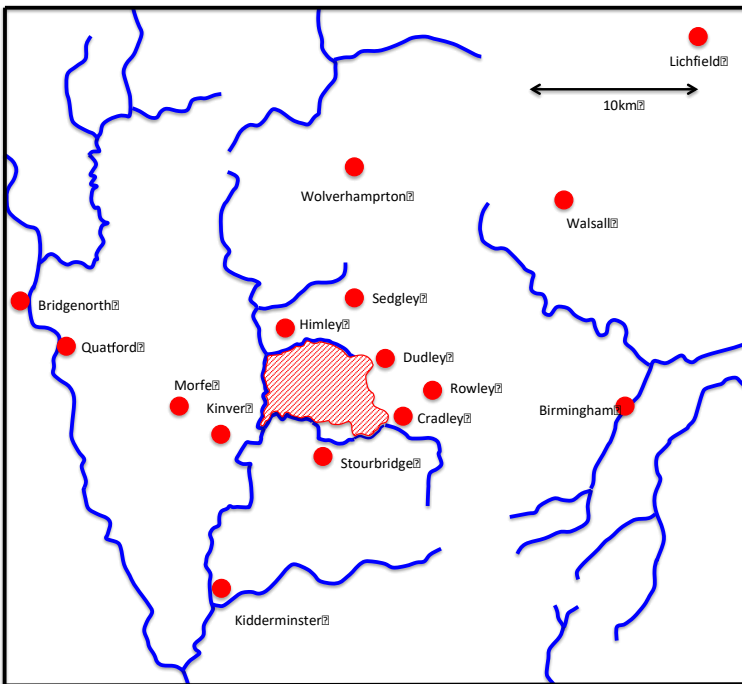 Lichfield
10km
Wolverhamprton
Walsall
Sedgley
Bridgenorth
Himley
Quatford
Dudley
Morfe
Rowley
Kinver
Birmingham
Cradley
Stourbridge
Kidderminster